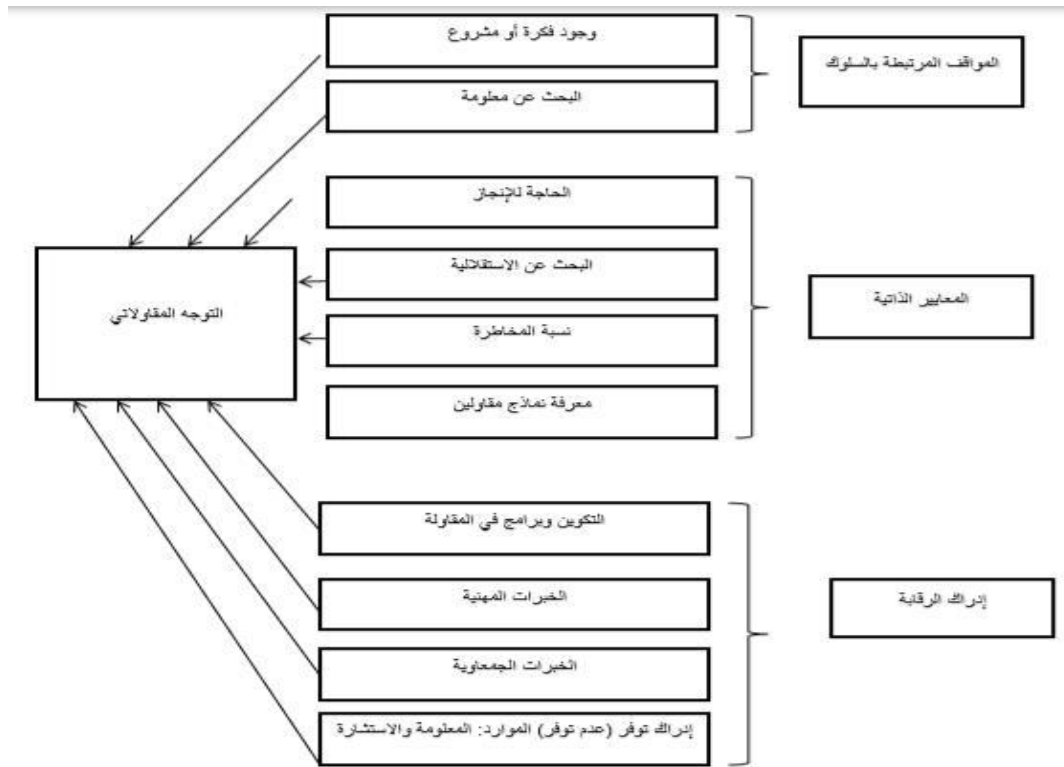 وجود فكرة أو مشروع
المواقف المرتبطة بالسلوك
البحث عن معلومة
الحاجة للإنجاز
البحث عن الاستقلالية
المعايير الذاتية
التوجه المقاولاتي
نسبة المخاطرة
معرفة نماذج مقاولين
التكوين وبرامج في المقاولة
الخبرات المهنية
إدراك الرقابة
الخبرات الجمعاوية
إدراك توفر (عدم توفر) الموارد: المعلومة والاستشارة